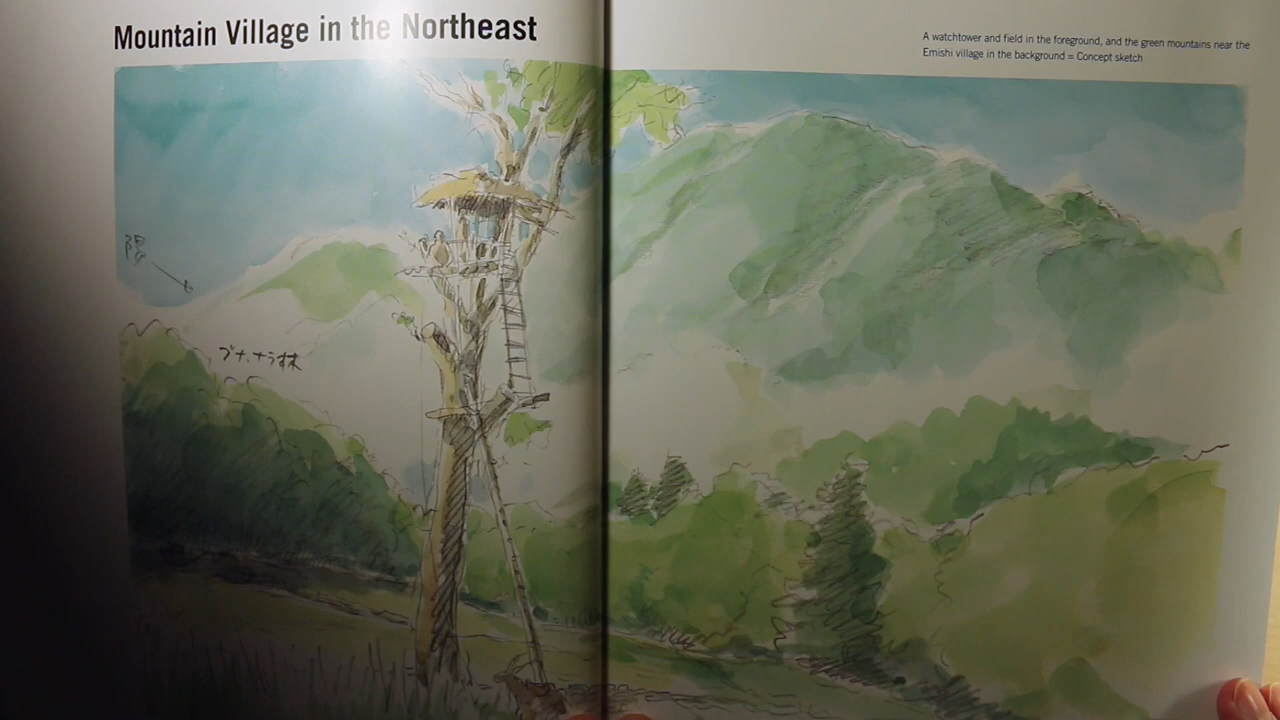 Mountain Village in the Northeast
A watchtower and field in the foreground, and the green mountains near the
Emishi village in the background = Concept sketch
陽
ブナ、ナラ林